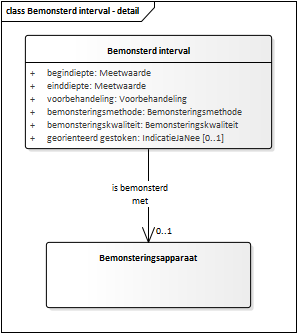 class Bemonsterd interval - detail
Bemonsterd interval
+ begindiepte: Meetwaarde
+ einddiepte: Meetwaarde
+ voorbehandeling: Voorbehandeling
+ bemonsteringsmethode: Bemonsteringsmethode
+ bemonsteringskwaliteit: Bemonsteringskwaliteit
+ georienteerd gestoken: IndicatieJaNee [0..1]
is bemonsterd
met
0..1
Bemonsteringsapparaat